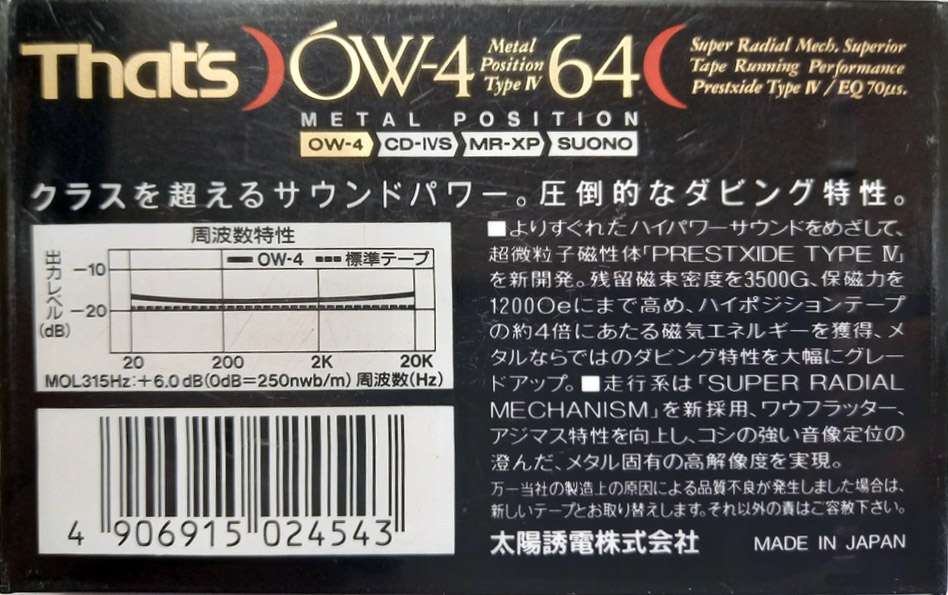 That's
ÓW-4
Metal
Position
Type IV
64
Super Radial Mech. Superior
Tape Running Performance
Prestxide Type IV / EQ 70μs.
METAL POSITION
OW-4
CD-IVS
MR-XP
SUONO
クラスを超えるサウンドパワー。圧倒的なダビング特性。
周波数特性
OW-4 標準テープ
出力レベル(dB)
-10
-20
20 200 2K 20K
MOL315Hz:+6.0dB(0dB=250nwb/m) 周波数(Hz)
4 906915 024543
■よりすぐれたハイパワーサウンドをめざして、
超微粒子磁性体「PRESTXIDE TYPE Ⅳ」
を新開発。残留磁束密度を3500G、保磁力を
1200Oeにまで高め、ハイポジションテープ
の約4倍にあたる磁気エネルギーを獲得、メ
タルならではのダビング特性を大幅にグレー
ドアップ。■走行系は「SUPER RADIAL
MECHANISM」を新採用、ワウフラッター、
アジマス特性を向上し、コシの強い音像定位の
澄んだ、メタル固有の高解像度を実現。
万一当社の製造上の原因による品質不良が発生しました場合は、
新しいテープとお取り替えします。それ以外の責はご容赦下さい。
太陽誘電株式会社 MADE IN JAPAN